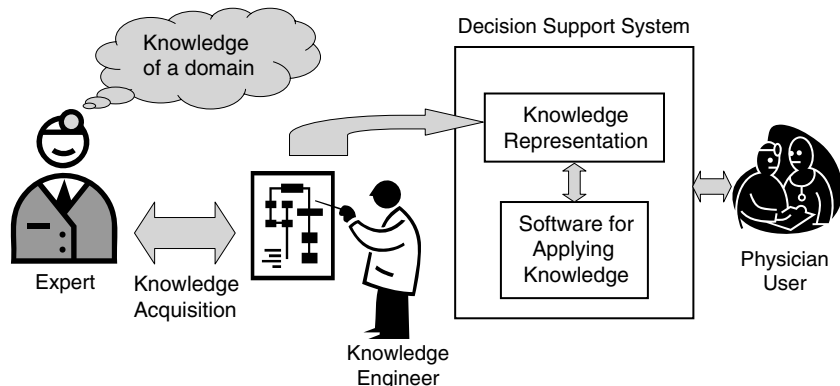 Knowledge
of a domain
Decision Support System
Knowledge
Representation
Software for
Applying
Knowledge
Expert
Knowledge
Acquisition
Knowledge
Engineer
Physician
User